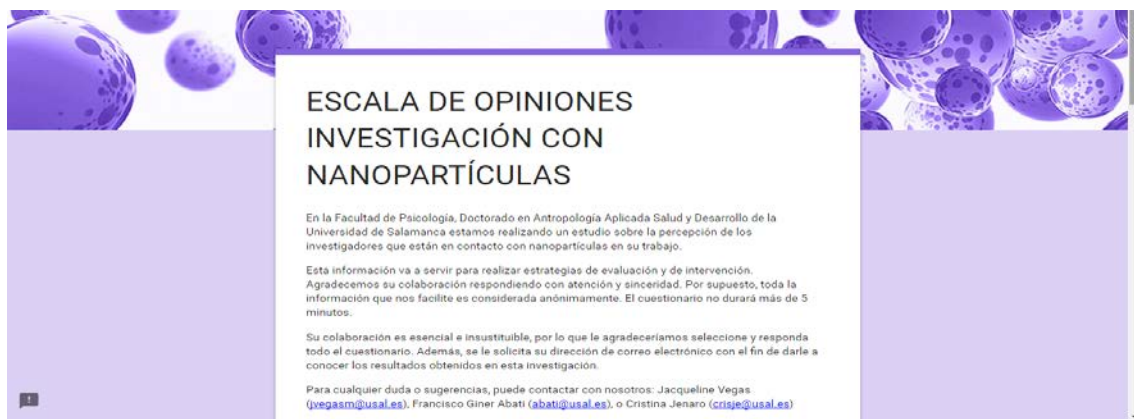 ESCALA DE OPINIONES
INVESTIGACIÓN CON
NANOPARTÍCULAS
En la Facultad de Psicología, Doctorado en Antropología Aplicada Salud y Desarrollo de la
Universidad de Salamanca estamos realizando un estudio sobre la percepción de los
investigadores que están en contacto con nanopartículas en su trabajo.
Esta información va a servir para realizar estrategias de evaluación y de intervención.
Agradecemos su colaboración respondiendo con atención y sinceridad. Por supuesto, toda la
información que nos facilite es considerada anónimamente. El cuestionario no durará más de 5
minutos.
Su colaboración es esencial e insustituible, por lo que le agradeceríamos seleccione y responda
todo el cuestionario. Además, se le solicita su dirección de correo electrónico con el fin de darle a
conocer los resultados obtenidos en esta investigación.
Para cualquier duda o sugerencias, puede contactar con nosotros: Jacqueline Vegas
(jvegasm@usal.es), Francisco Giner Abati (abati@usal.es), o Cristina Jenaro (crisje@usal.es)